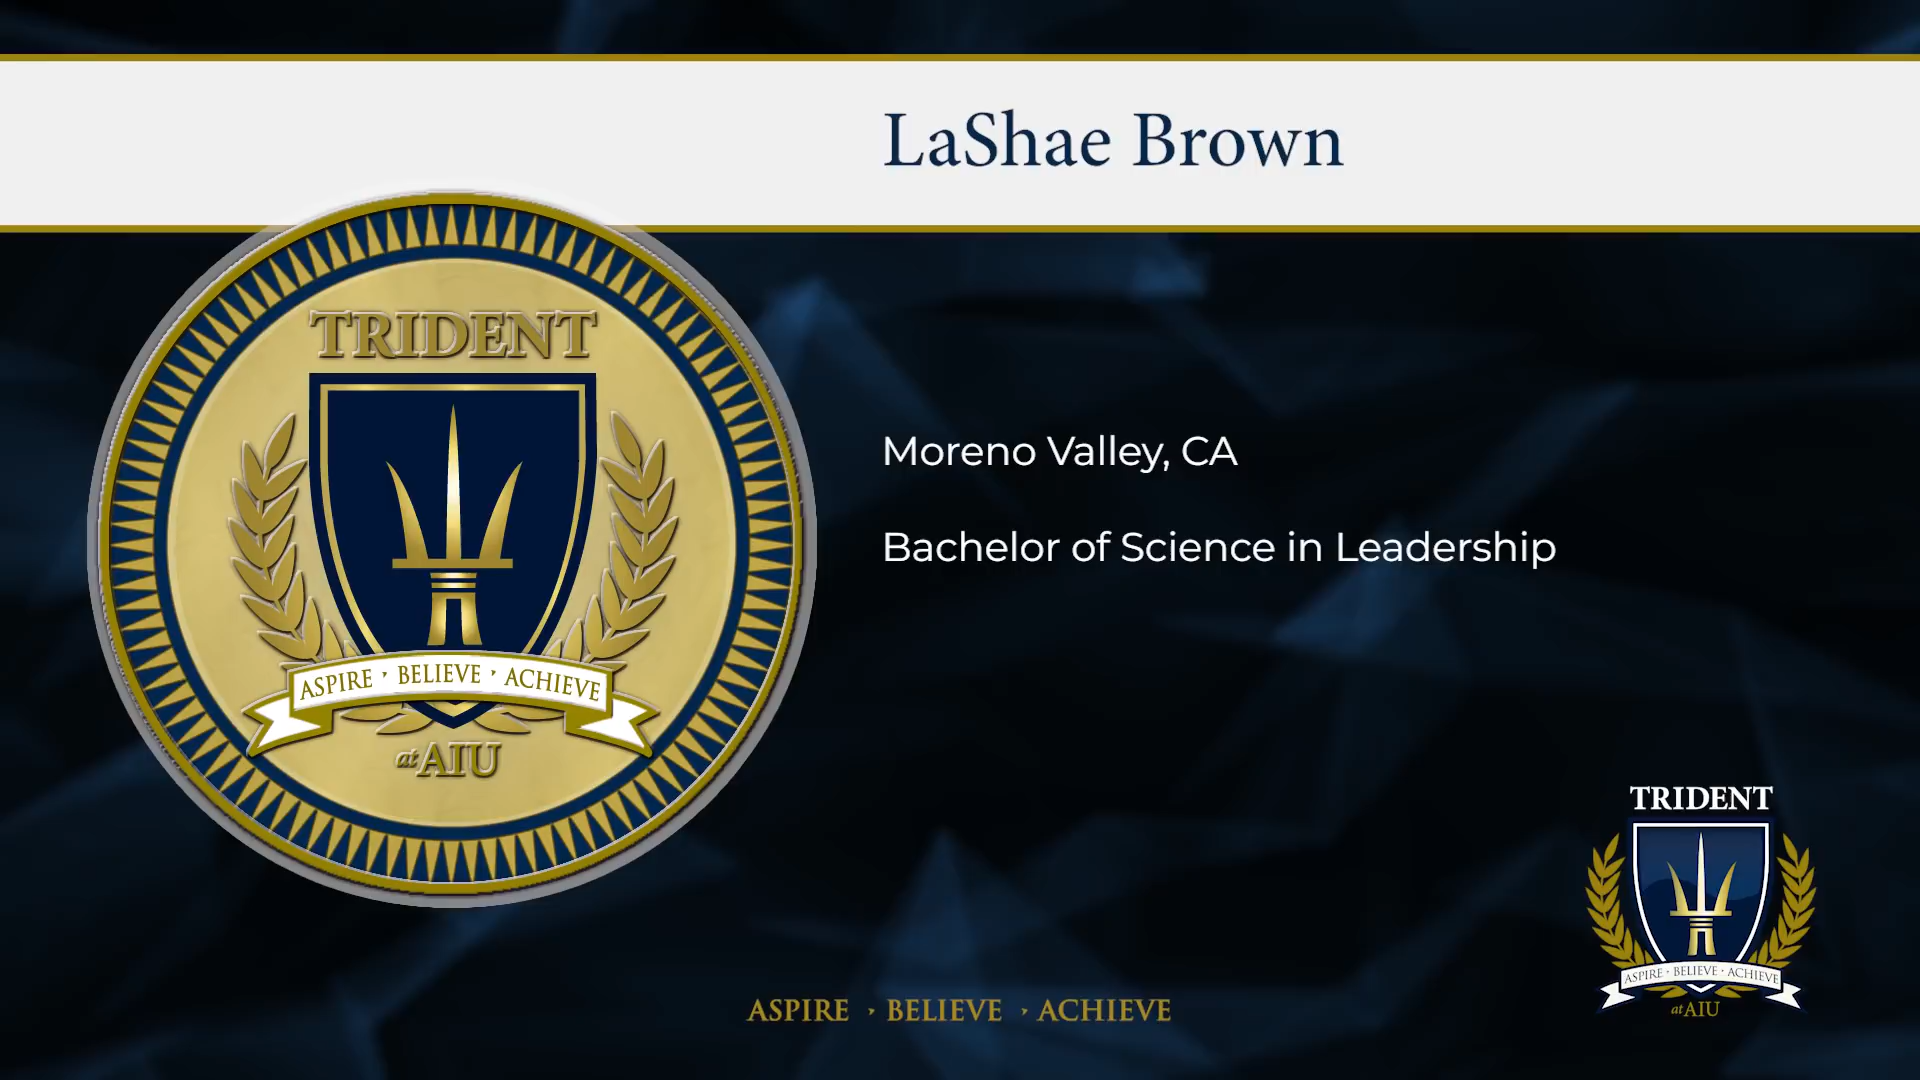 LaShae Brown
TRIDENT
ASPIRE · BELIEVE · ACHIEVE
at AIU
Moreno Valley, CA
Bachelor of Science in Leadership
TRIDENT
ASPIRE · BELIEVE · ACHIEVE
at AIU
ASPIRE · BELIEVE · ACHIEVE